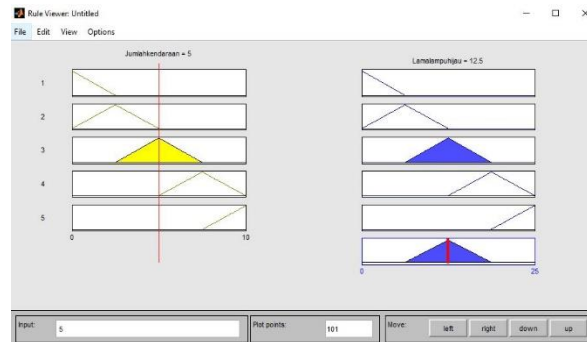 Rule Viewer: Untitled
File Edit View Options
Jumlahkendaraan = 5
Lamalampuhijau = 12.5
1
2
3
4
5
0 10
0 25
Input: 5 Plot points: 101 Move: left right down up